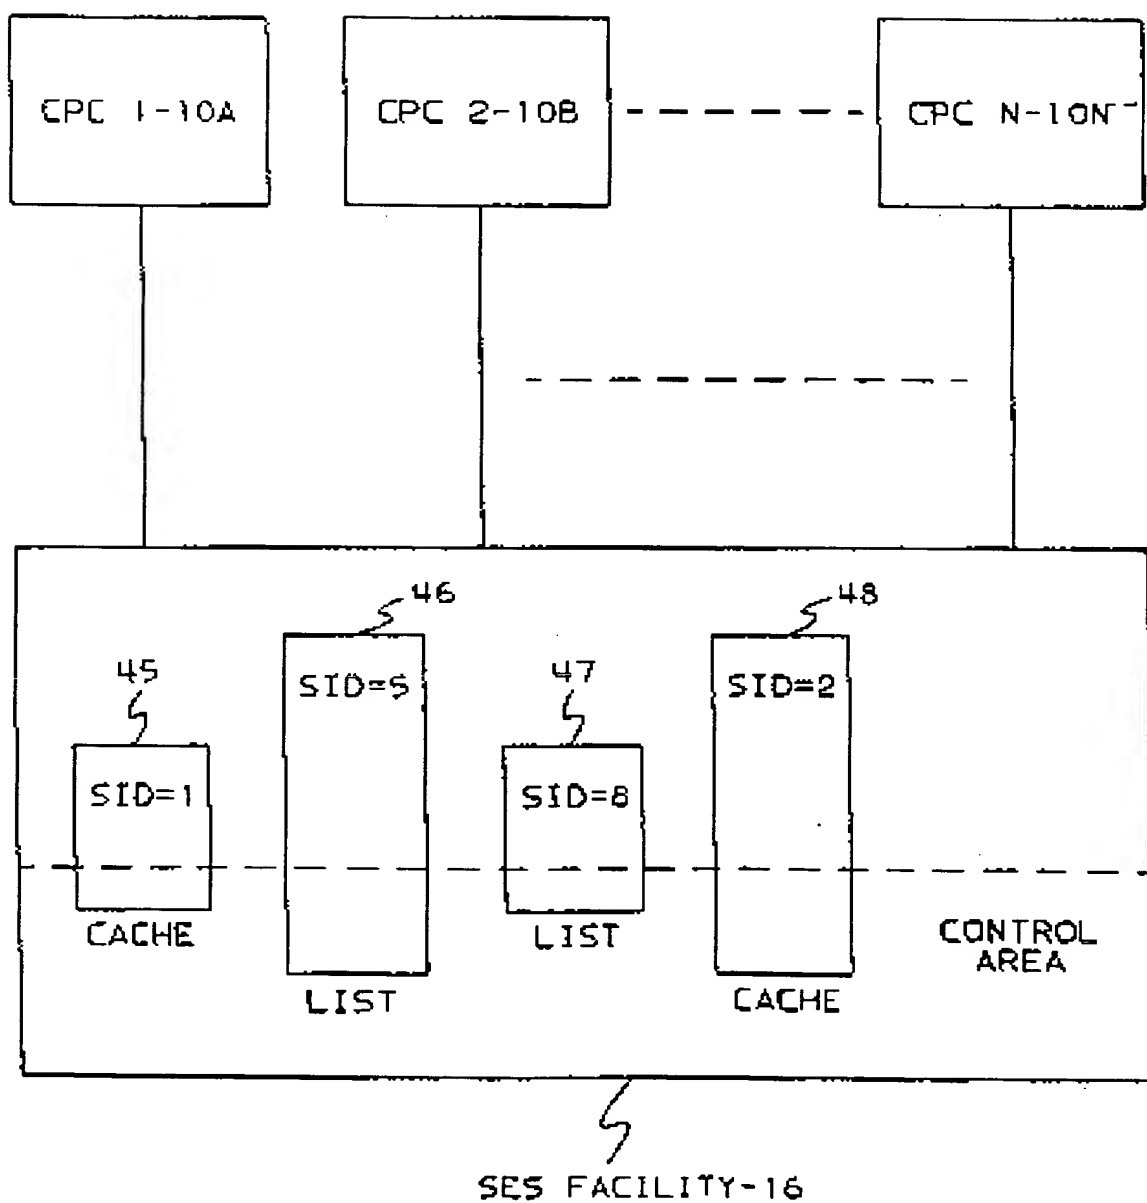 CPC 1-10A
CPC 2-10B
CPC N-10N
46
48
45
47
SID=5
SID=2
SID=1
SID=8
CACHE
LIST
CONTROL
AREA
LIST
CACHE
SES FACILITY-16